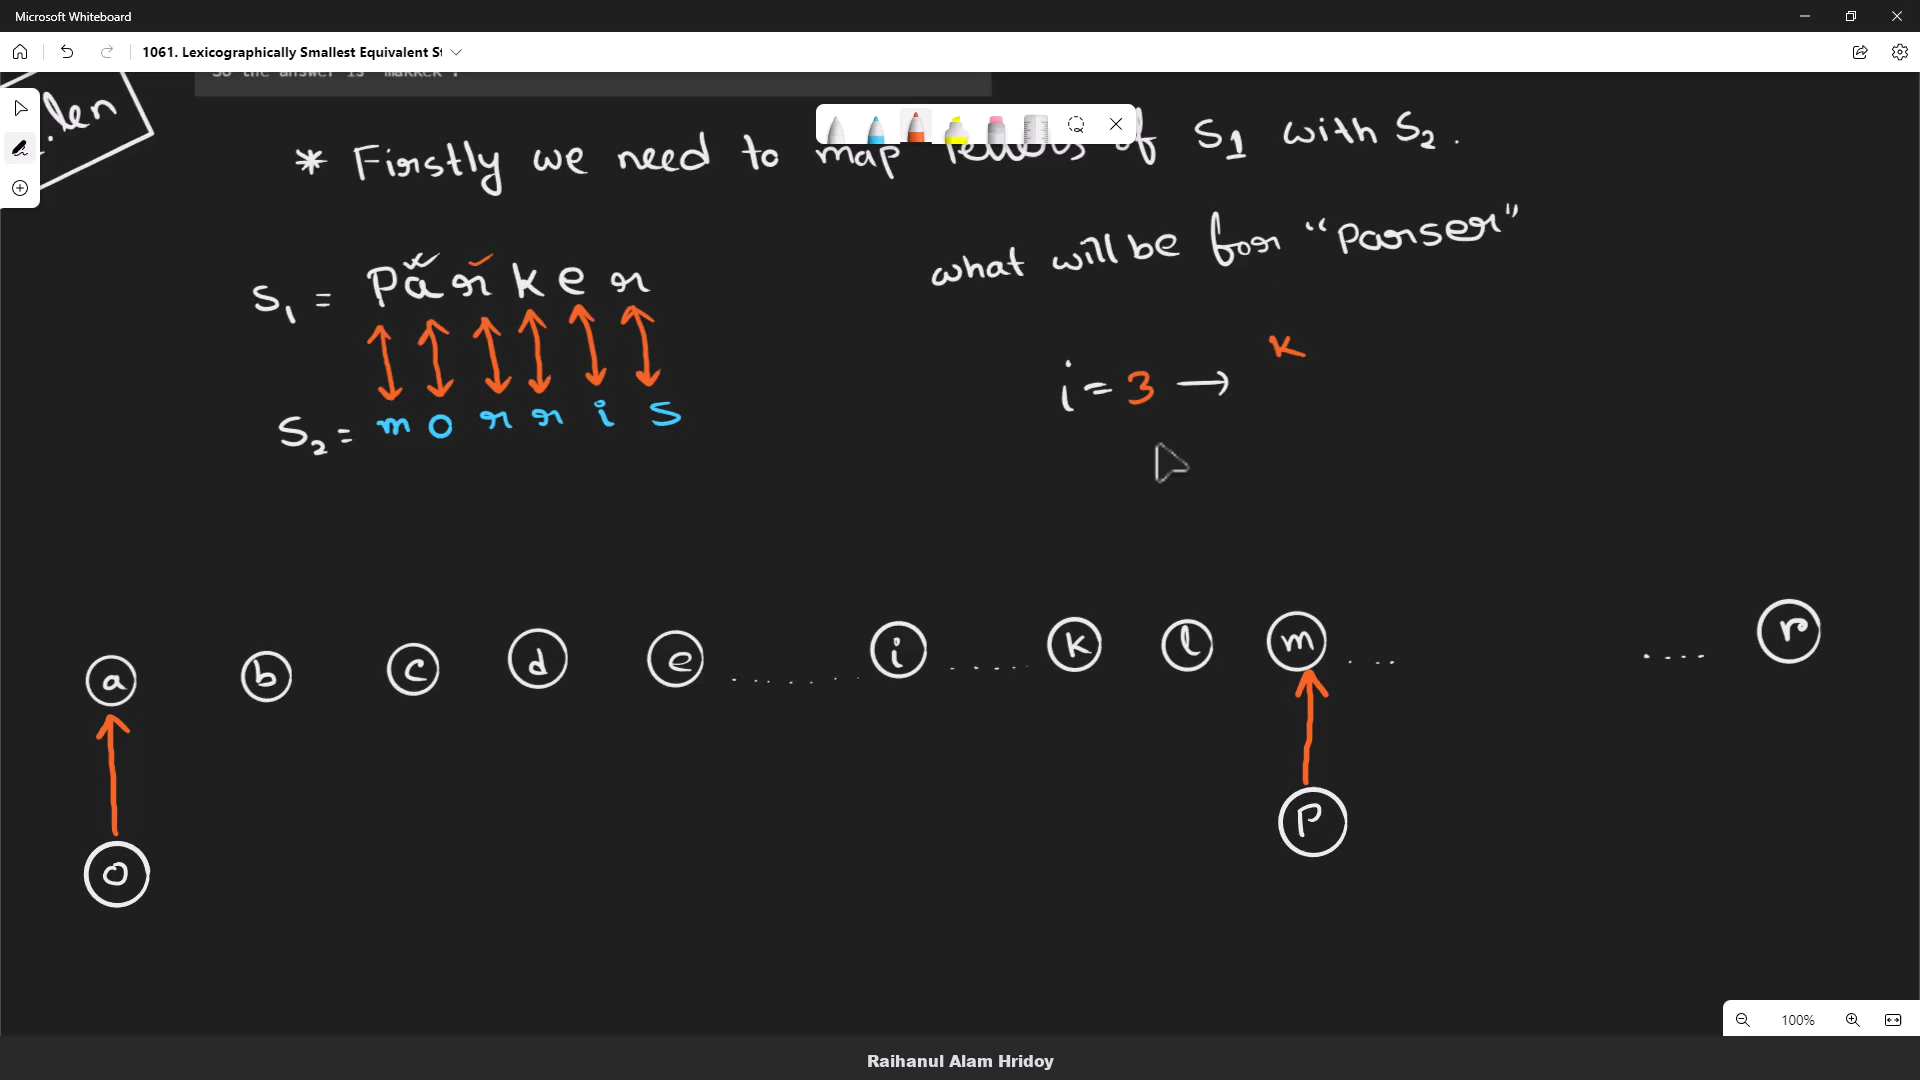 Microsoft Whiteboard
1061. Lexicographically Smallest Equivalent St
.len
* Firstly we need to map letters of S1 with S2.
what will be for "Parser"
S1 = Parker
S2 = morris
i = 3 → k
a b c d e ........ i ...... k l m ... .... r
o P
100%
Raihanul Alam Hridoy